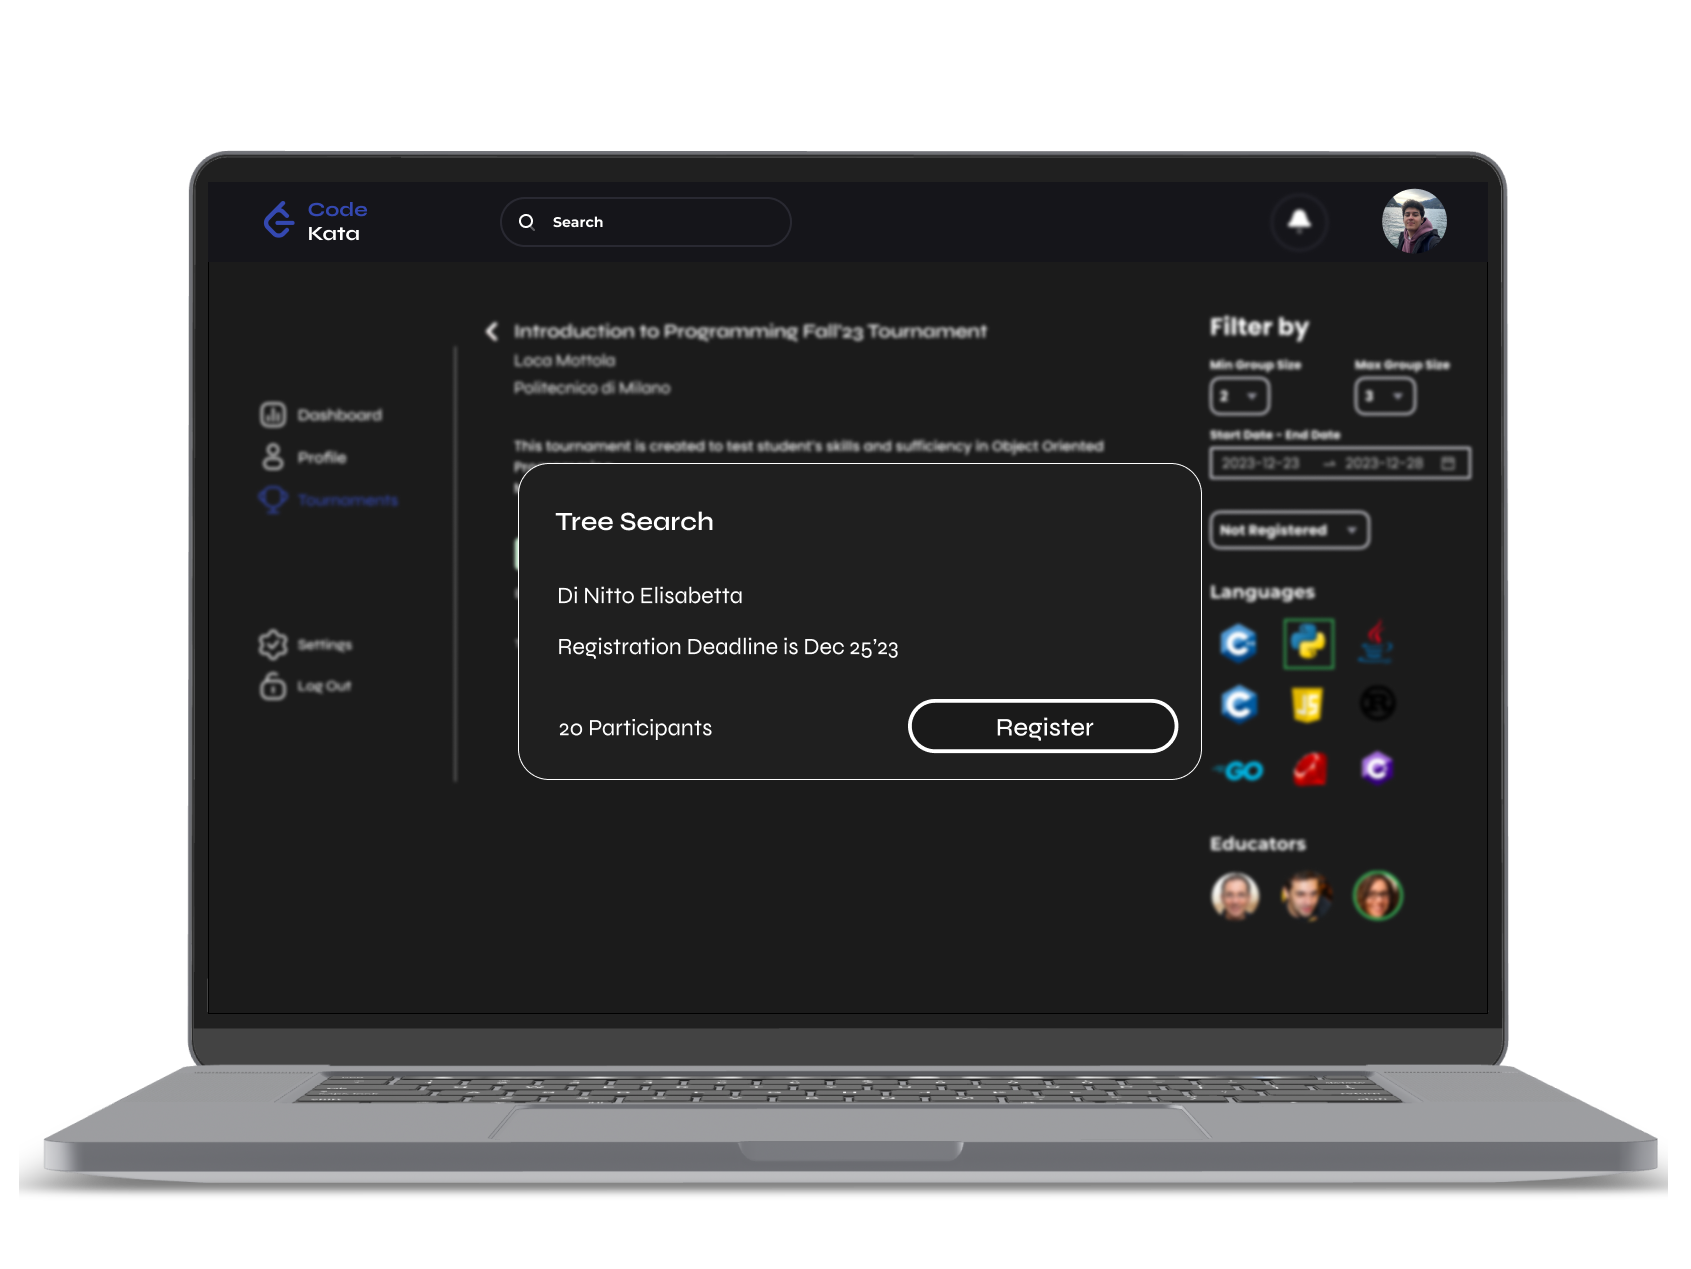 Code
Kata
Search
Introduction to Programming Fall'23 Tournament
Loca Mottola
Politecnico di Milano
This tournament is created to test student's skills and sufficiency in Object Oriented
Dashboard
Profile
Tournaments
Settings
Log Out
Tree Search
Di Nitto Elisabetta
Registration Deadline is Dec 25'23
20 Participants
Register
Filter by
Min Group Size
Max Group Size
2
3
Start Date - End Date
2023-12-23 → 2023-12-28
Not Registered
Languages
C
JS
R
C
GO
C
Educators